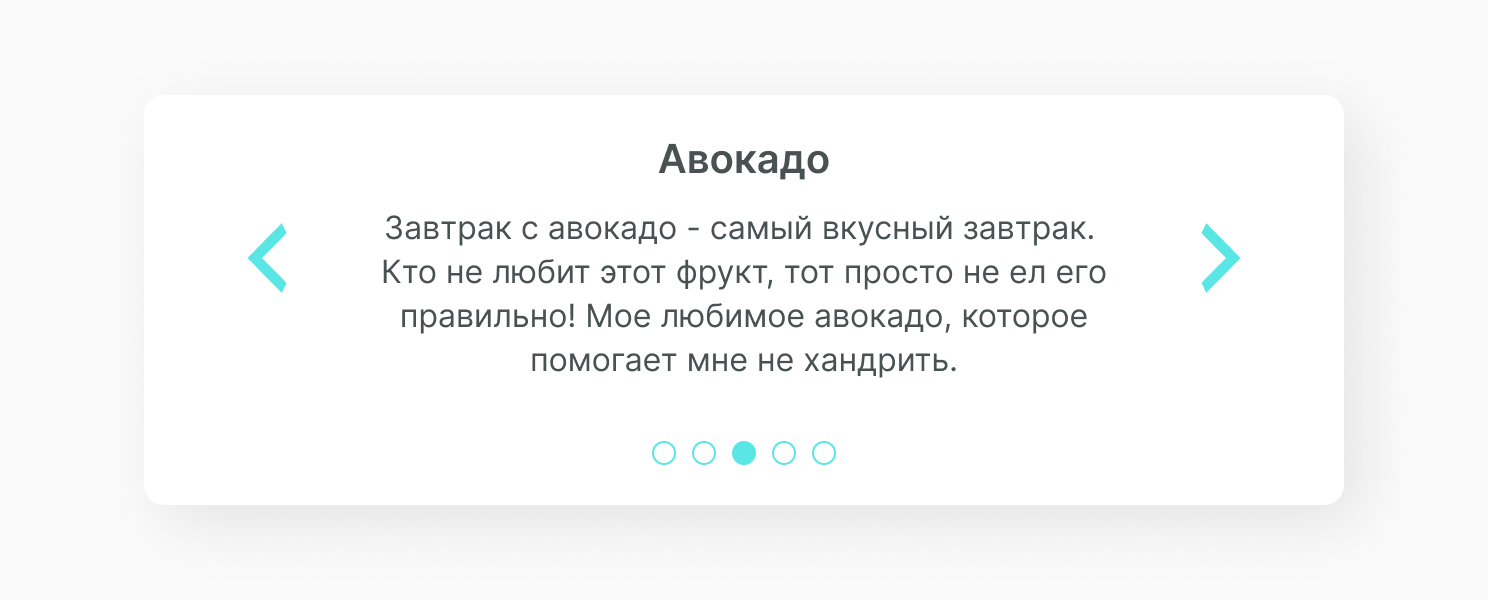 Авокадо
Завтрак с авокадо - самый вкусный завтрак.
Кто не любит этот фрукт, тот просто не ел его
правильно! Мое любимое авокадо, которое
помогает мне не хандрить.